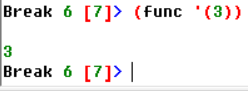 Break 6 [7]> (func '(3))
3
Break 6 [7]>